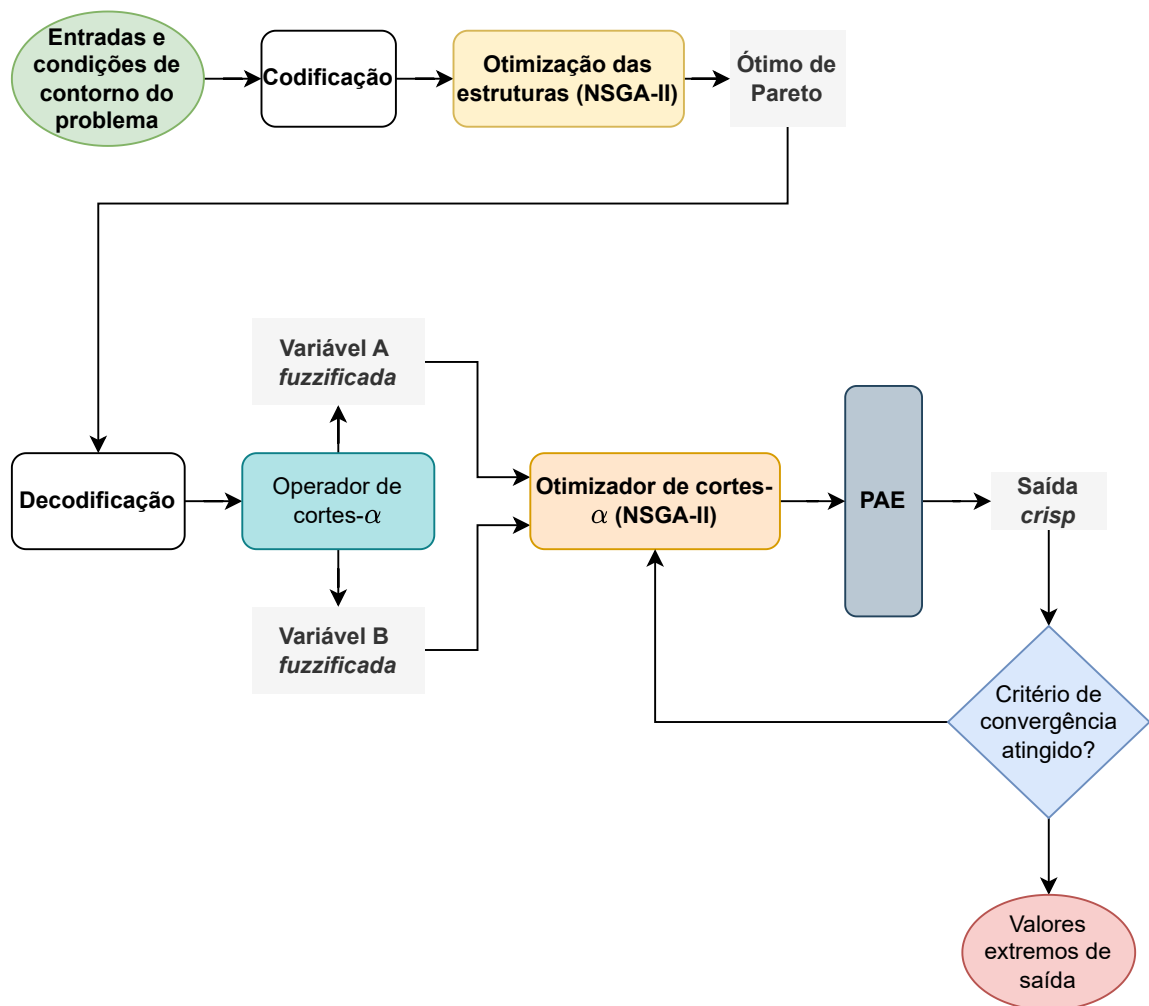 Entradas e
condições de
contorno do
problema
Codificação
Otimização das
estruturas (NSGA-II)
Ótimo de
Pareto
Variável A
fuzzificada
Decodificação
Operador de
cortes-α
Variável B
fuzzificada
Otimizador de cortes-
α (NSGA-II)
PAE
Saída
crisp
Critério de
convergência
atingido?
Valores
extremos de
saída